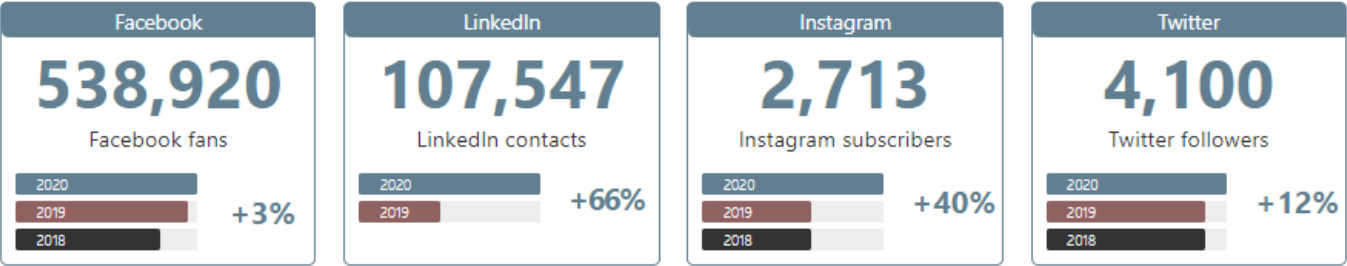 Facebook
538,920
Facebook fans
2020
2019
2018
+3%
LinkedIn
107,547
LinkedIn contacts
2020
2019
+66%
Instagram
2,713
Instagram subscribers
2020
2019
2018
+40%
Twitter
4,100
Twitter followers
2020
2019
2018
+12%